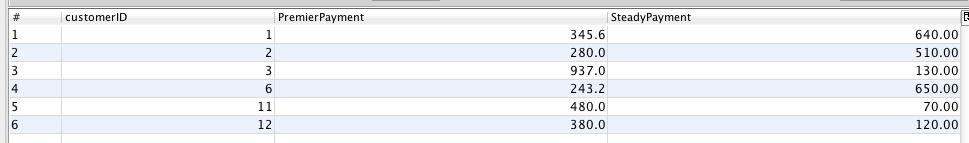 # customerID PremierPayment SteadyPayment
1 1 345.6 640.00
2 2 280.0 510.00
3 3 937.0 130.00
4 6 243.2 650.00
5 11 480.0 70.00
6 12 380.0 120.00